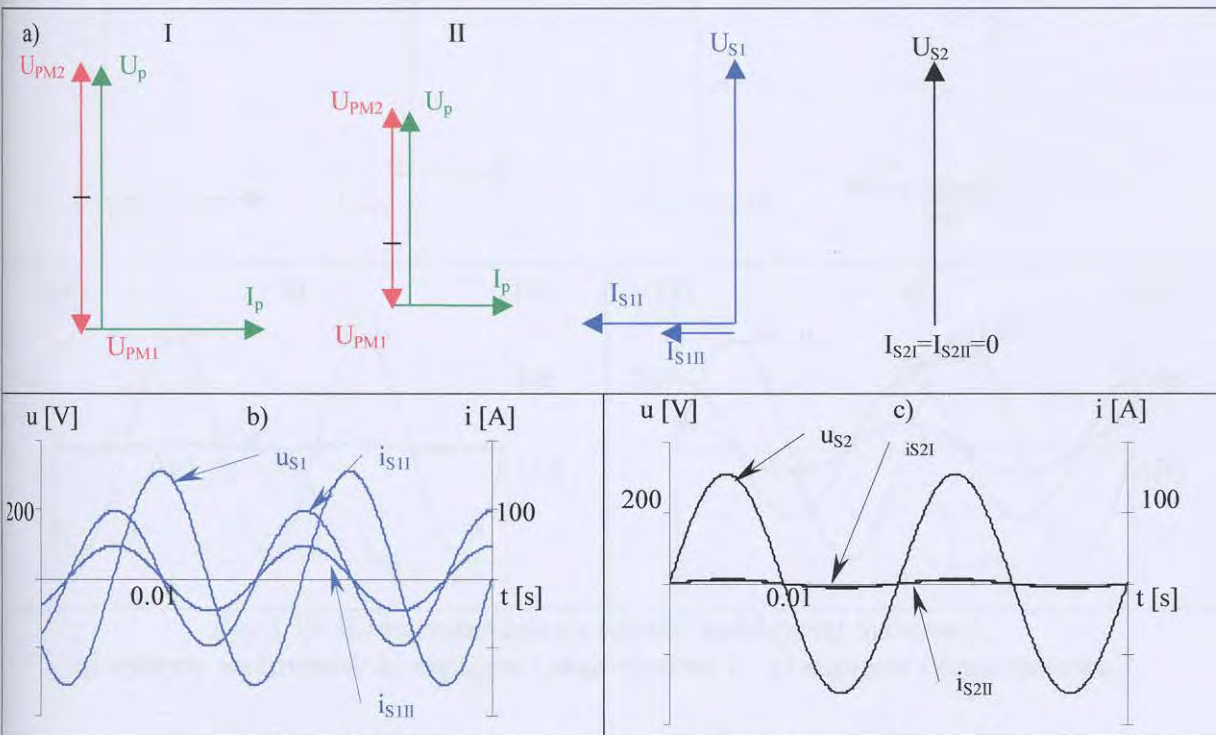 a) I II
U_S1 U_S2
U_PM2 U_p
U_PM2 U_p
I_p I_p I_S1I
U_PM1 U_PM1 I_S1II I_S2I=I_S2II=0
u [V] b) i [A]
u_S1 i_S1I
200 100
0.01 t [s]
i_S1II
u [V] c) i [A]
u_S2 i_S2I
200 100
0.01 t [s]
i_S2II